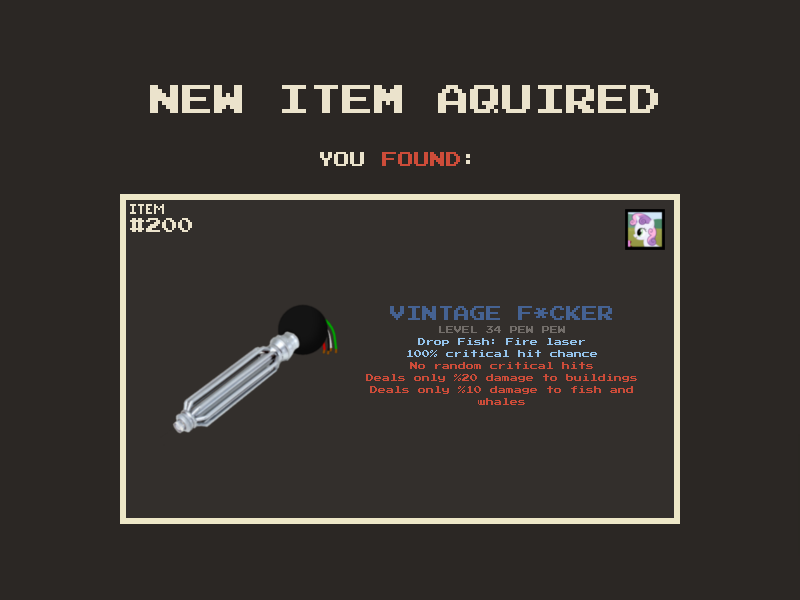 NEW ITEM AQUIRED
YOU FOUND:
ITEM
#200
VINTAGE F*CKER
LEVEL 34 PEW PEW
Drop Fish: Fire laser
100% critical hit chance
No random critical hits
Deals only %20 damage to buildings
Deals only %10 damage to fish and
whales